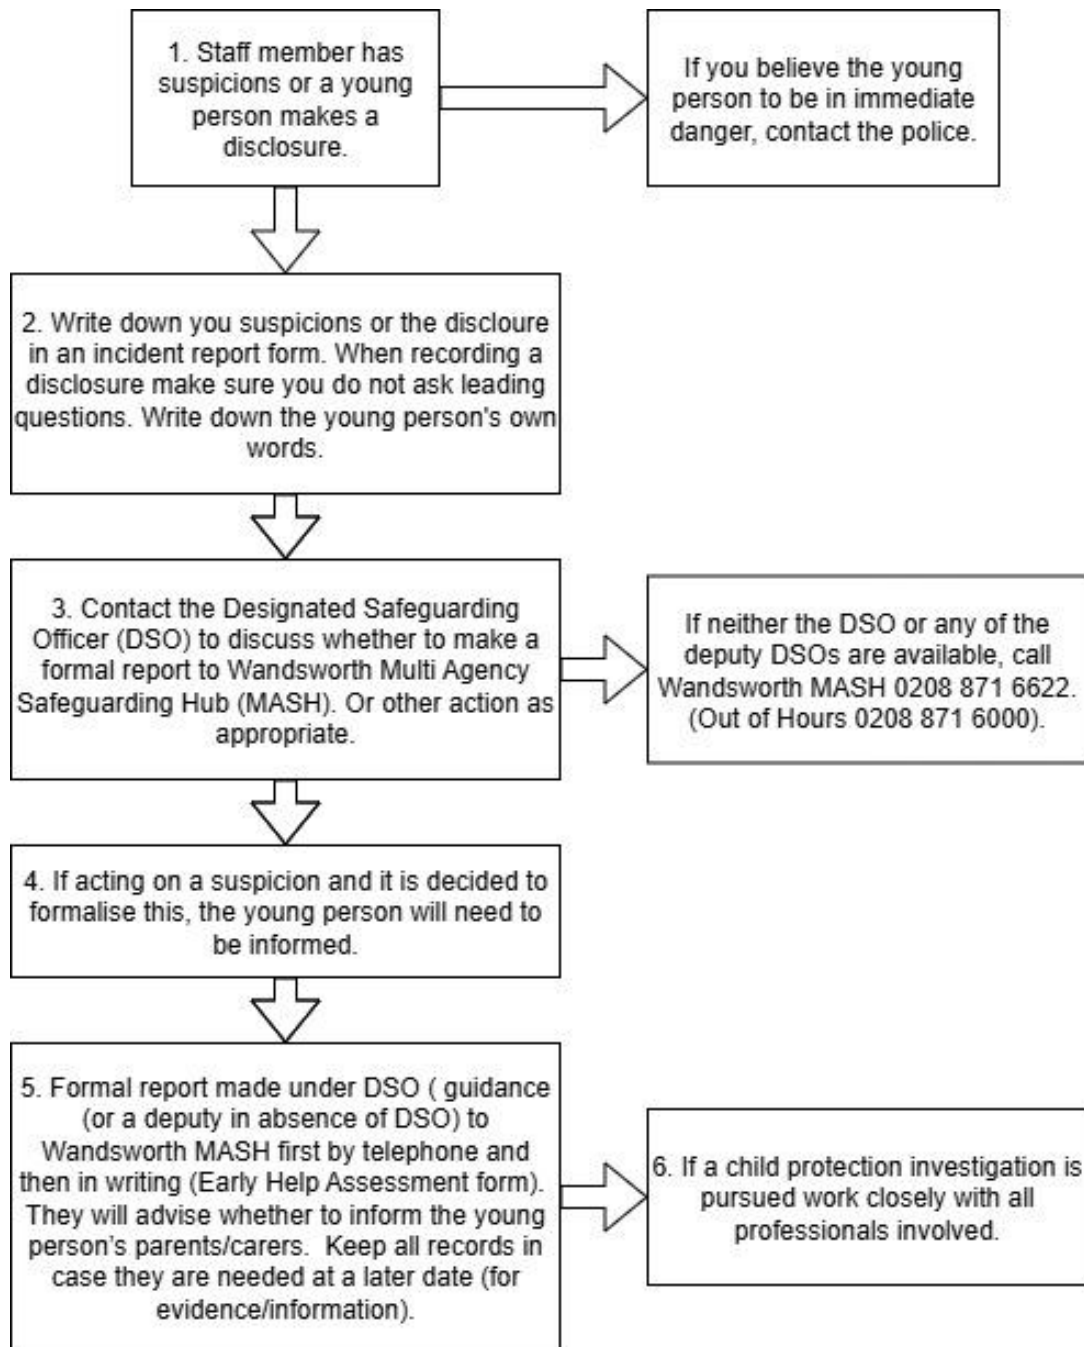 1. Staff member has
suspicions or a young
person makes a
disclosure.
If you believe the young
person to be in immediate
danger, contact the police.
2. Write down you suspicions or the discloure
in an incident report form. When recording a
disclosure make sure you do not ask leading
questions. Write down the young person's own
words.
3. Contact the Designated Safeguarding
Officer (DSO) to discuss whether to make a
formal report to Wandsworth Multi Agency
Safeguarding Hub (MASH). Or other action as
appropriate.
If neither the DSO or any of the
deputy DSOs are available, call
Wandsworth MASH 0208 871 6622.
(Out of Hours 0208 871 6000).
4. If acting on a suspicion and it is decided to
formalise this, the young person will need to
be informed.
5. Formal report made under DSO ( guidance
(or a deputy in absence of DSO) to
Wandsworth MASH first by telephone and
then in writing (Early Help Assessment form).
They will advise whether to inform the young
person's parents/carers.  Keep all records in
case they are needed at a later date (for
evidence/information).
6. If a child protection investigation is
pursued work closely with all
professionals involved.